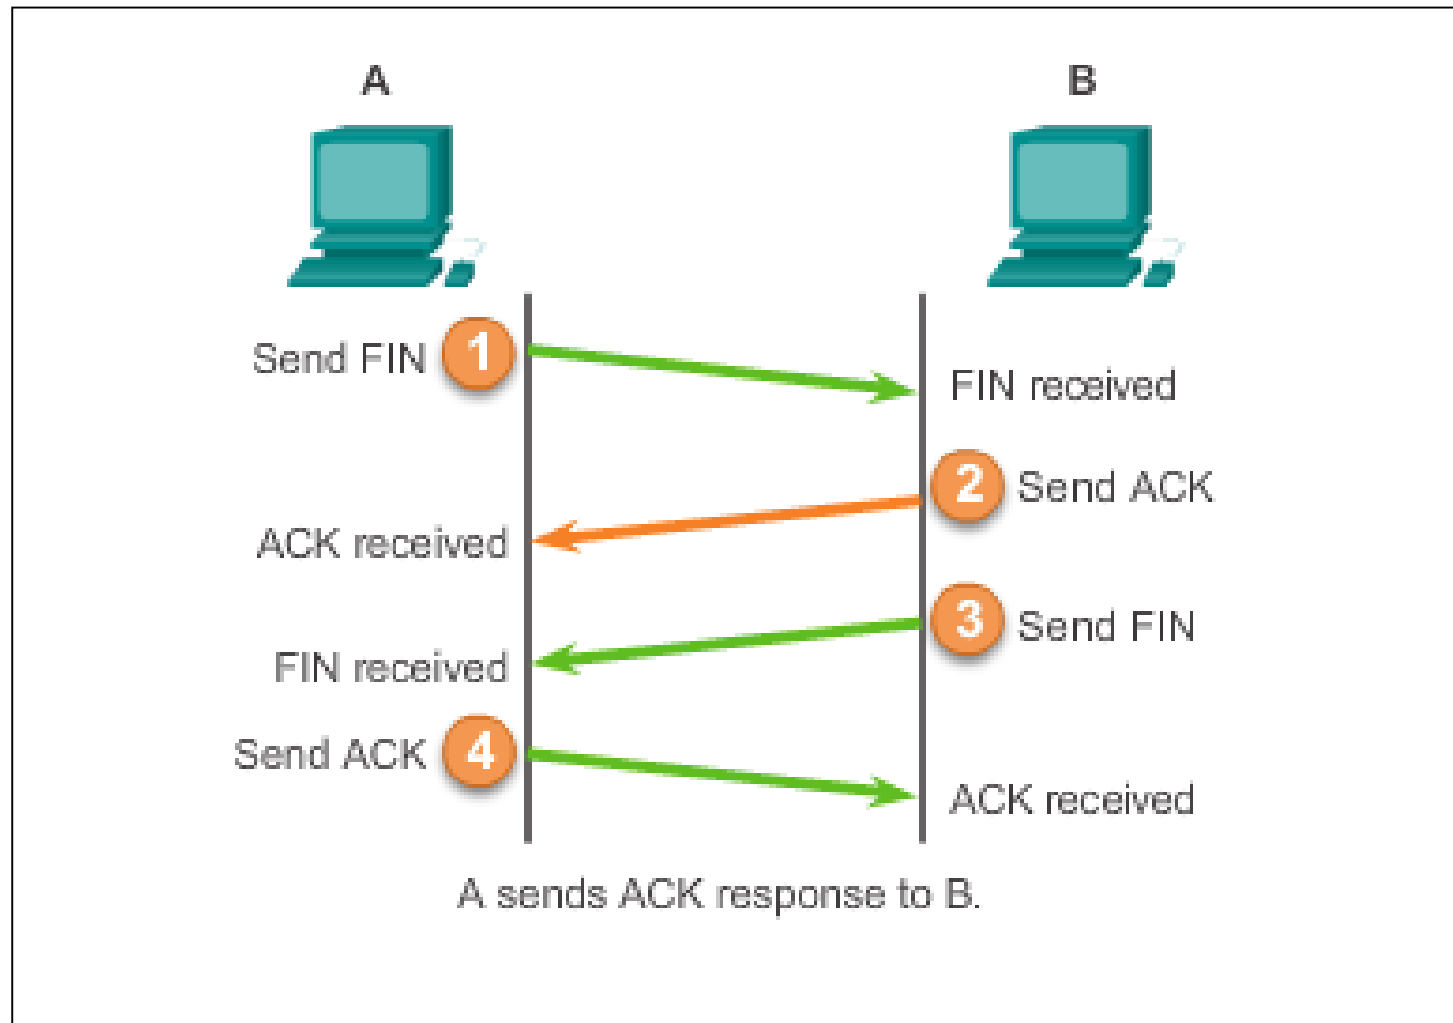 A
B
Send FIN 1
FIN received
2 Send ACK
ACK received
3 Send FIN
FIN received
Send ACK 4
ACK received
A sends ACK response to B.